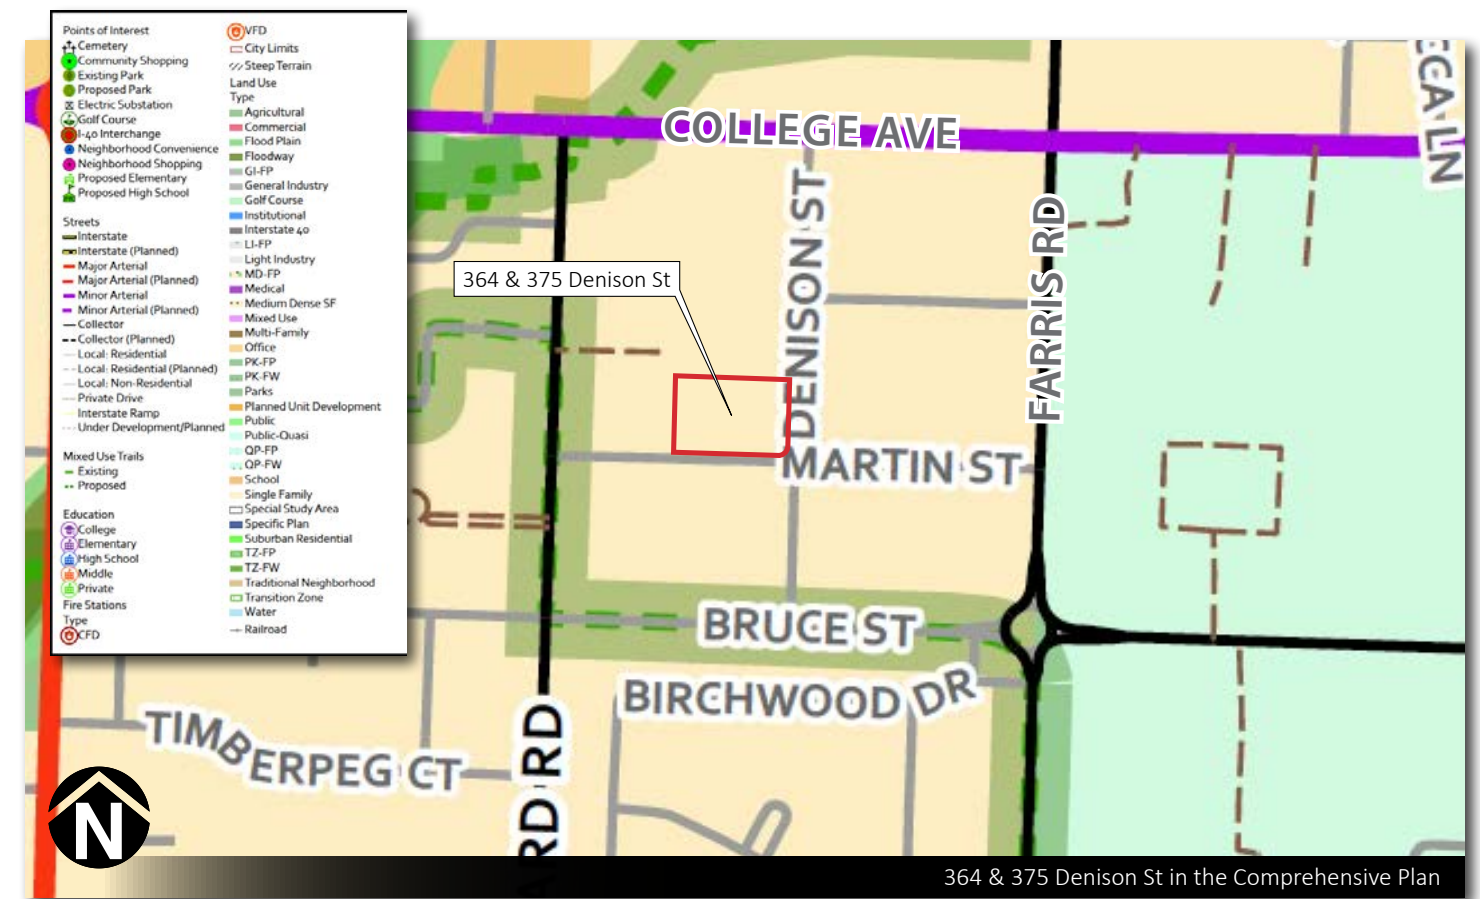 Points of Interest
Cemetery
Community Shopping
Existing Park
Proposed Park
Electric Substation
Golf Course
I-40 Interchange
Neighborhood Convenience
Neighborhood Shopping
Proposed Elementary
Proposed High School
Streets
Interstate
Interstate (Planned)
Major Arterial
Major Arterial (Planned)
Minor Arterial
Minor Arterial (Planned)
Collector
Collector (Planned)
Local: Residential
Local: Residential (Planned)
Local: Non-Residential
Private Drive
Interstate Ramp
Under Development/Planned
Mixed Use Trails
Existing
Proposed
Education
College
Elementary
High School
Middle
Private
Fire Stations
Type
CFD
VFD
City Limits
Steep Terrain
Land Use
Type
Agricultural
Commercial
Flood Plain
Floodway
GI-FP
General Industry
Golf Course
Institutional
Interstate 40
LI-FP
Light Industry
MD-FP
Medical
Medium Dense SF
Mixed Use
Multi-Family
Office
PK-FP
PK-FW
Parks
Planned Unit Development
Public
Public-Quasi
QP-FP
QP-FW
School
Single Family
Special Study Area
Specific Plan
Suburban Residential
TZ-FP
TZ-FW
Traditional Neighborhood
Transition Zone
Water
Railroad
COLLEGE AVE
EGA LN
DENISON ST
FARRIS RD
364 & 375 Denison St
MARTIN ST
BRUCE ST
BIRCHWOOD DR
TIMBERPEG CT
RD RD
ARD RD
N
364 & 375 Denison St in the Comprehensive Plan